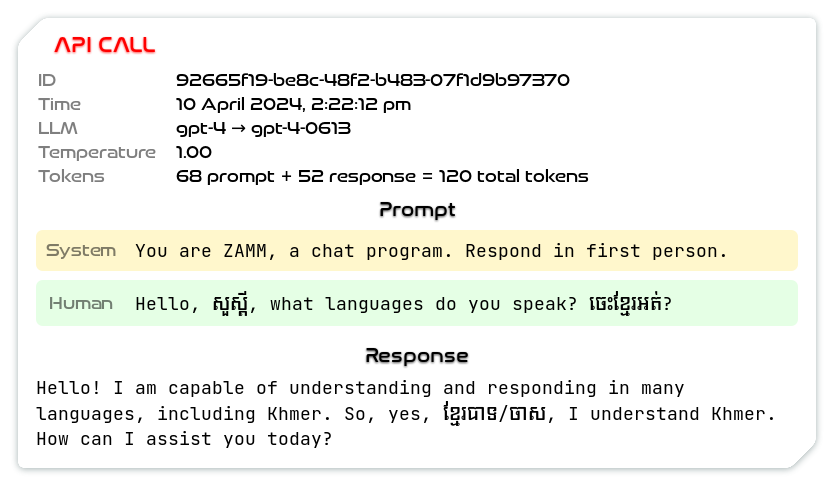 API CALL
ID 92665f19-be8c-48f2-b483-07f1d9b97370
Time 10 April 2024, 2:22:12 pm
LLM gpt-4 → gpt-4-0613
Temperature 1.00
Tokens 68 prompt + 52 response = 120 total tokens
Prompt
System You are ZAMM, a chat program. Respond in first person.
Human Hello, សួស្ដី, what languages do you speak? ចេះខ្មែរអត់?
Response
Hello! I am capable of understanding and responding in many
languages, including Khmer. So, yes, ខ្មែរបាទ/ចាស, I understand Khmer.
How can I assist you today?